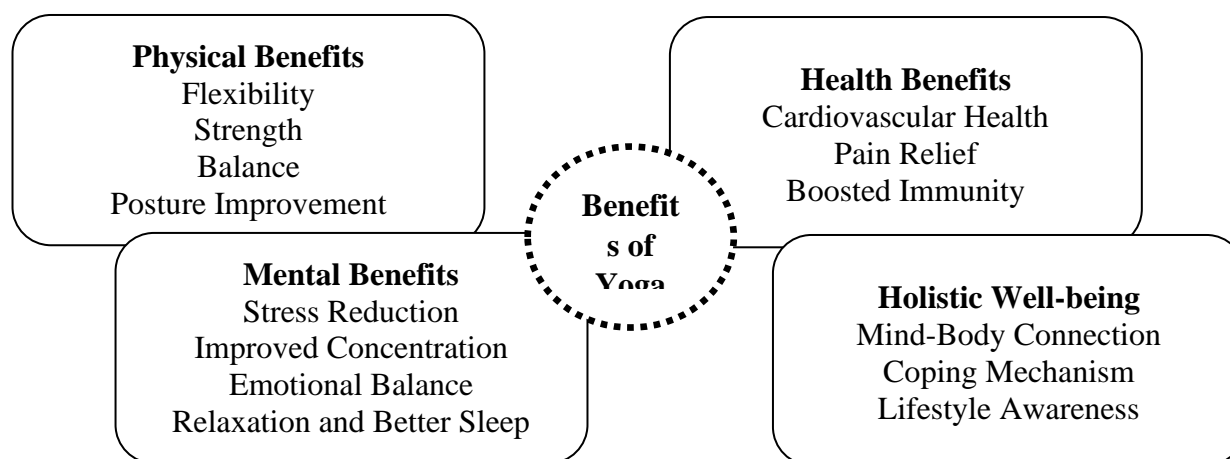 Physical Benefits
Flexibility
Strength
Balance
Posture Improvement
Health Benefits
Cardiovascular Health
Pain Relief
Boosted Immunity
Benefit
s of
Yoga
Mental Benefits
Stress Reduction
Improved Concentration
Emotional Balance
Relaxation and Better Sleep
Holistic Well-being
Mind-Body Connection
Coping Mechanism
Lifestyle Awareness